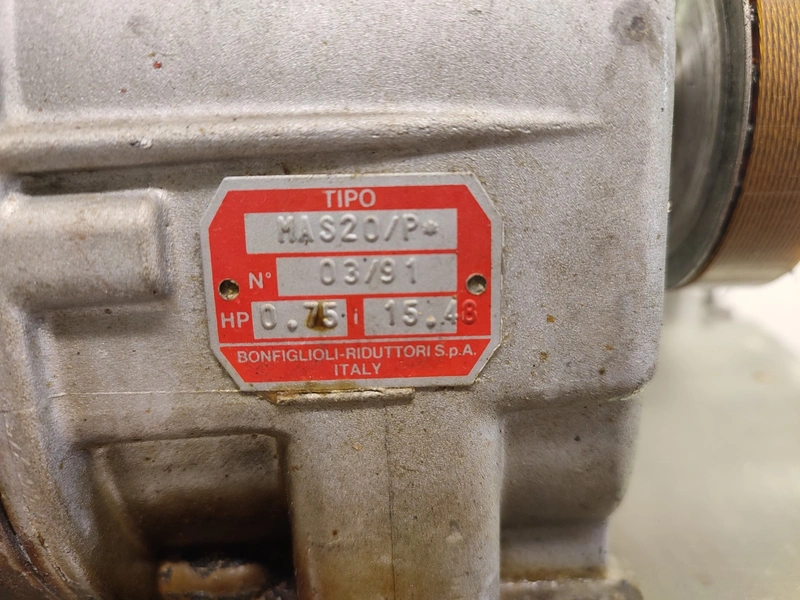 TIPO
MAS20/P*
N° 03/91
HP 0.75 i 15.48
BONFIGLIOLI-RIDUTTORI S.p.A.
ITALY